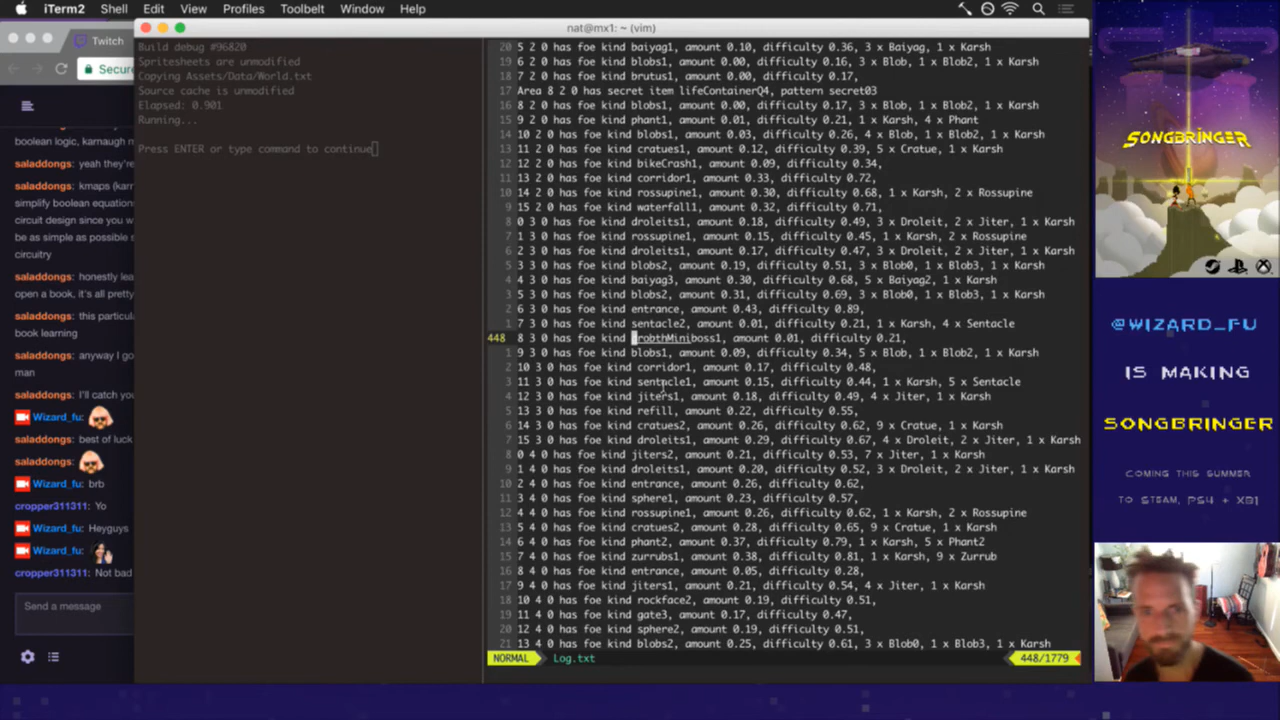 iTerm2 Shell Edit View Profiles Toolbelt Window Help
nat@mx1: ~ (vim)
Twitch
Secure
boolean logic, karnaugh m
saladdongs: yeah they're
saladdongs: kmaps (karn
simplify boolean equations
circuit design since you w
be as simple as possible s
circuitry
saladdongs: honestly lea
open a book, it's all pretty
saladdongs: this particula
book learning
saladdongs: anyway I go
man
saladdongs: I'll catch you
Wizard_fu:
Wizard_fu: best of luck
saladdongs:
Wizard_fu: brb
cropper311311: Yo
Wizard_fu: Heyguys
Wizard_fu:
cropper311311: Not bad
Send a message
Build debug #96820
Spritesheets are unmodified
Copying Assets/Data/World.txt
Source cache is unmodified
Elapsed: 0.901
Running...
Press ENTER or type command to continue
20 5 2 0 has foe kind baiyag1, amount 0.10, difficulty 0.36, 3 x Baiyag, 1 x Karsh
19 6 2 0 has foe kind blobs1, amount 0.00, difficulty 0.16, 3 x Blob, 1 x Blob2, 1 x Karsh
18 7 2 0 has foe kind brutus1, amount 0.00, difficulty 0.17,
17 Area 8 2 0 has secret item lifeContainerQ4, pattern secret03
16 8 2 0 has foe kind blobs1, amount 0.00, difficulty 0.17, 3 x Blob, 1 x Blob2, 1 x Karsh
15 9 2 0 has foe kind phant1, amount 0.01, difficulty 0.21, 1 x Karsh, 4 x Phant
14 10 2 0 has foe kind blobs1, amount 0.03, difficulty 0.26, 4 x Blob, 1 x Blob2, 1 x Karsh
13 11 2 0 has foe kind cratues1, amount 0.12, difficulty 0.39, 5 x Cratue, 1 x Karsh
12 12 2 0 has foe kind bikeCrash1, amount 0.09, difficulty 0.34,
11 13 2 0 has foe kind corridor1, amount 0.33, difficulty 0.72,
10 14 2 0 has foe kind rossupine1, amount 0.30, difficulty 0.68, 1 x Karsh, 2 x Rossupine
9 15 2 0 has foe kind waterfall1, amount 0.32, difficulty 0.71,
8 0 3 0 has foe kind droleits1, amount 0.18, difficulty 0.49, 3 x Droleit, 2 x Jiter, 1 x Karsh
7 1 3 0 has foe kind rossupine1, amount 0.15, difficulty 0.45, 1 x Karsh, 2 x Rossupine
6 2 3 0 has foe kind droleits1, amount 0.17, difficulty 0.47, 3 x Droleit, 2 x Jiter, 1 x Karsh
5 3 3 0 has foe kind blobs2, amount 0.19, difficulty 0.51, 3 x Blob0, 1 x Blob3, 1 x Karsh
4 4 3 0 has foe kind baiyag3, amount 0.30, difficulty 0.68, 5 x Baiyag2, 1 x Karsh
3 5 3 0 has foe kind blobs2, amount 0.31, difficulty 0.69, 3 x Blob0, 1 x Blob3, 1 x Karsh
2 6 3 0 has foe kind entrance, amount 0.43, difficulty 0.89,
1 7 3 0 has foe kind sentacle2, amount 0.01, difficulty 0.21, 1 x Karsh, 4 x Sentacle
448 8 3 0 has foe kind robthMiniboss1, amount 0.01, difficulty 0.21,
1 9 3 0 has foe kind blobs1, amount 0.09, difficulty 0.34, 5 x Blob, 1 x Blob2, 1 x Karsh
2 10 3 0 has foe kind corridor1, amount 0.17, difficulty 0.48,
3 11 3 0 has foe kind sentacle1, amount 0.15, difficulty 0.44, 1 x Karsh, 5 x Sentacle
4 12 3 0 has foe kind jiters1, amount 0.18, difficulty 0.49, 4 x Jiter, 1 x Karsh
5 13 3 0 has foe kind refill, amount 0.22, difficulty 0.55,
6 14 3 0 has foe kind cratues2, amount 0.26, difficulty 0.62, 9 x Cratue, 1 x Karsh
7 15 3 0 has foe kind droleits1, amount 0.29, difficulty 0.67, 4 x Droleit, 2 x Jiter, 1 x Karsh
8 0 4 0 has foe kind jiters2, amount 0.21, difficulty 0.53, 7 x Jiter, 1 x Karsh
9 1 4 0 has foe kind droleits1, amount 0.20, difficulty 0.52, 3 x Droleit, 2 x Jiter, 1 x Karsh
10 2 4 0 has foe kind entrance, amount 0.26, difficulty 0.62,
11 3 4 0 has foe kind sphere1, amount 0.23, difficulty 0.57,
12 4 4 0 has foe kind rossupine1, amount 0.26, difficulty 0.62, 1 x Karsh, 2 x Rossupine
13 5 4 0 has foe kind cratues2, amount 0.28, difficulty 0.65, 9 x Cratue, 1 x Karsh
14 6 4 0 has foe kind phant2, amount 0.37, difficulty 0.79, 1 x Karsh, 5 x Phant2
15 7 4 0 has foe kind zurrubs1, amount 0.38, difficulty 0.81, 1 x Karsh, 9 x Zurrub
16 8 4 0 has foe kind entrance, amount 0.05, difficulty 0.28,
17 9 4 0 has foe kind jiters1, amount 0.21, difficulty 0.54, 4 x Jiter, 1 x Karsh
18 10 4 0 has foe kind rockface2, amount 0.19, difficulty 0.51,
19 11 4 0 has foe kind gate3, amount 0.17, difficulty 0.47,
20 12 4 0 has foe kind sphere2, amount 0.19, difficulty 0.51,
21 13 4 0 has foe kind blobs2, amount 0.25, difficulty 0.61, 3 x Blob0, 1 x Blob3, 1 x Karsh
NORMAL Log.txt 448/1779
SONGBRINGER
@WIZARD_FU
IS MAKING
SONGBRINGER
COMING THIS SUMMER
TO STEAM, PS4 + XB1